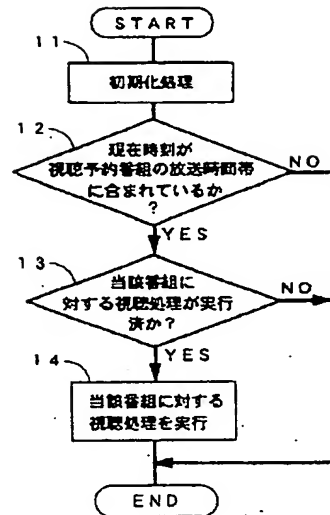 START
11
初期化処理
12
現在時刻が
視聴予約番組の放送時間帯
に含まれているか
?
NO
YES
13
当該番組に
対する視聴処理が実行
済か?
NO
YES
14
当該番組に対する
視聴処理を実行
END